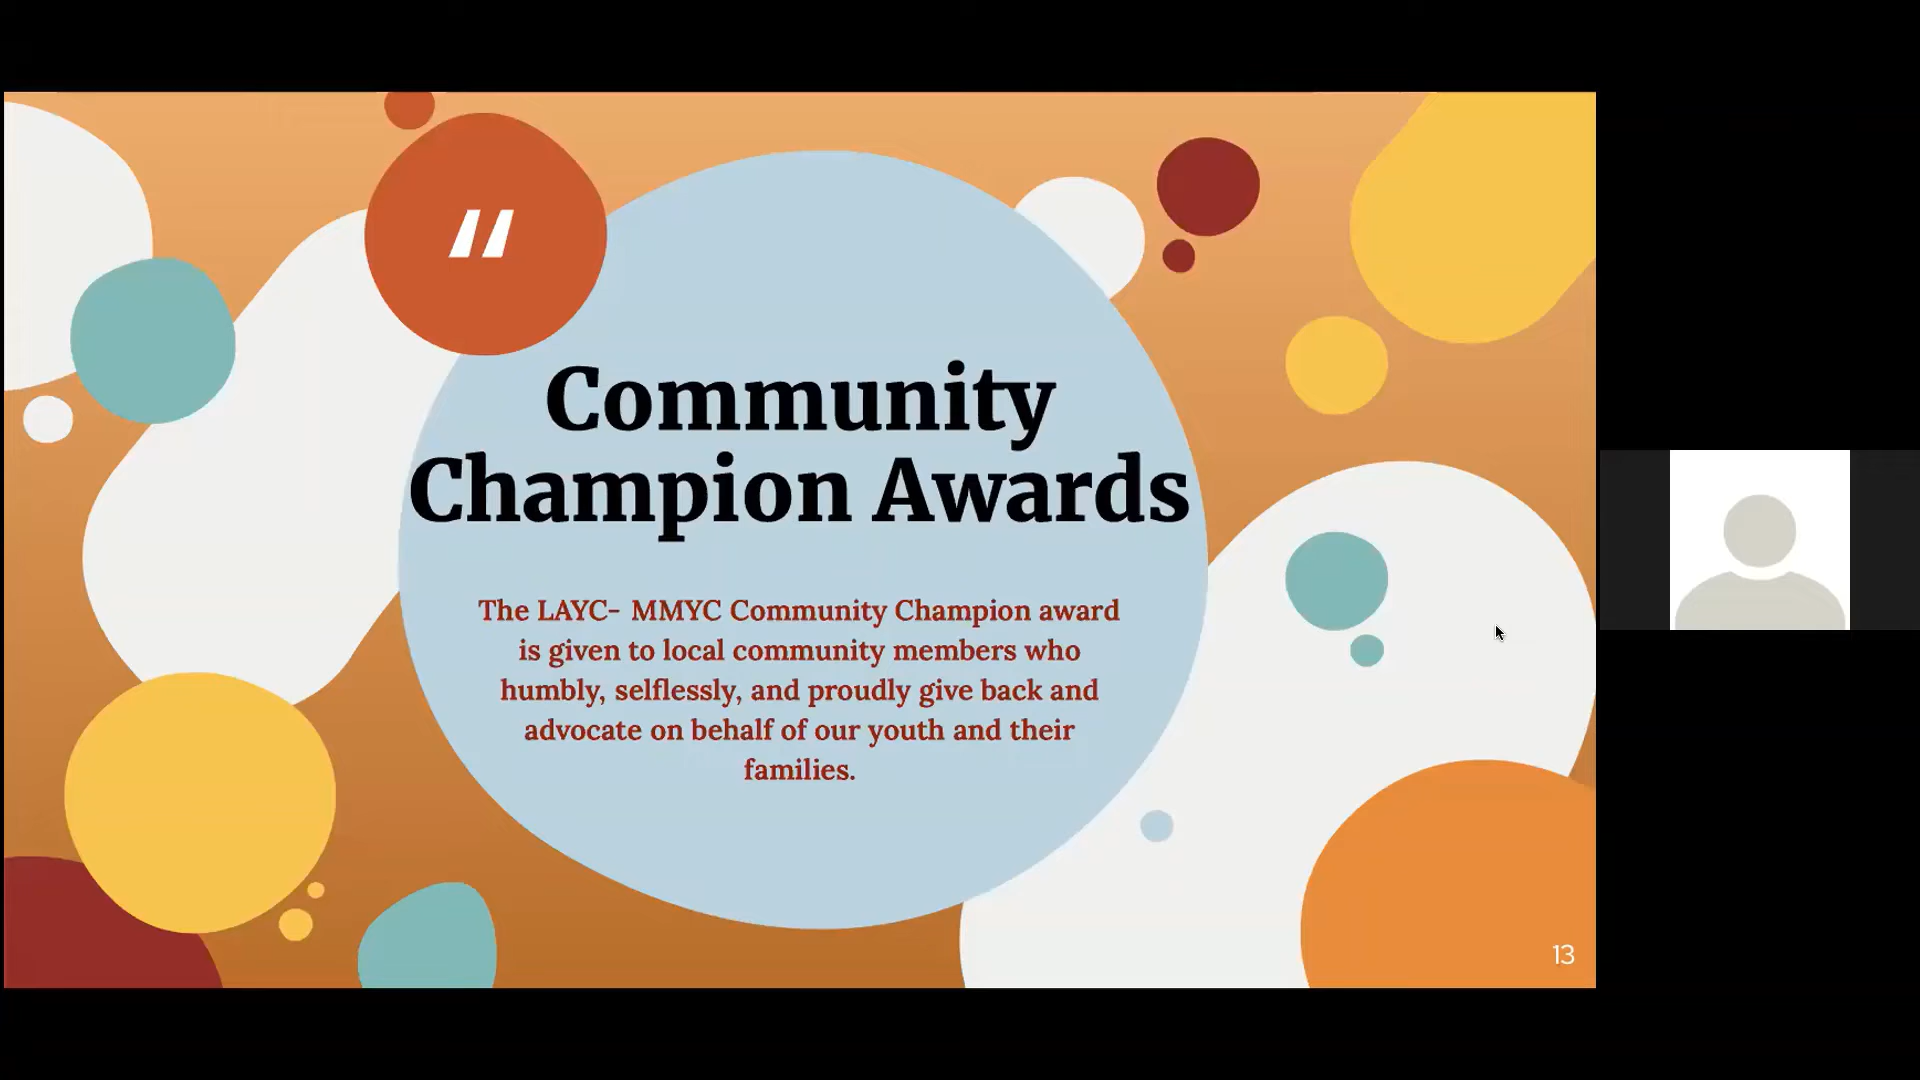 "
Community
Champion Awards
The LAYC- MMYC Community Champion award
is given to local community members who
humbly, selflessly, and proudly give back and
advocate on behalf of our youth and their
families.
13